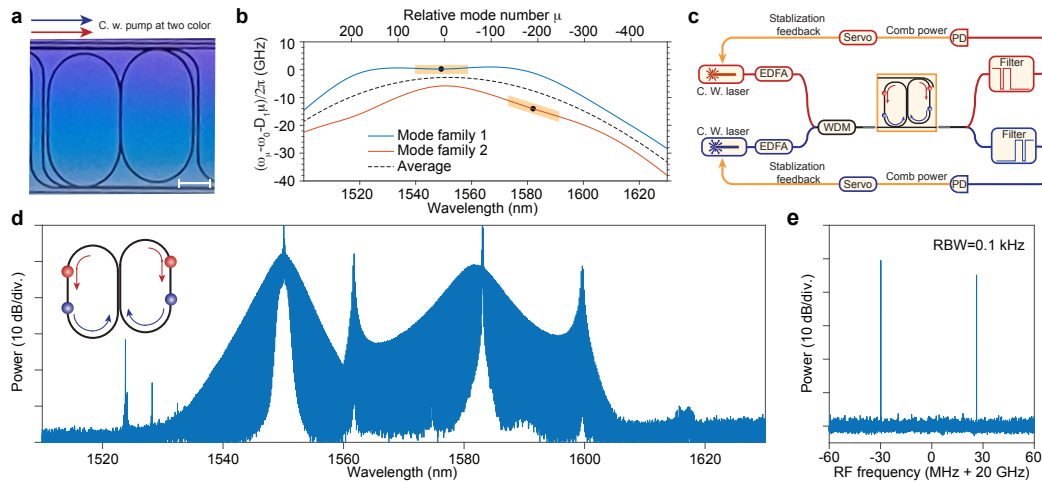 a
C. w. pump at two color
b
Relative mode number μ
200
100
0
-100
-200
-300
-400
(ω_μ-ω_0-D_1μ)/2π (GHz)
10
0
-10
-20
-30
-40
Mode family 1
Mode family 2
Average
1520
1540
1560
1580
1600
1620
Wavelength (nm)
c
Stablization
feedback
Servo
Comb power
PD
EDFA
Filter
C. W. laser
WDM
C. W. laser
EDFA
Filter
Stablization
feedback
Servo
Comb power
PD
d
Power (10 dB/div.)
1520
1540
1560
1580
1600
1620
Wavelength (nm)
e
RBW=0.1 kHz
Power (10 dB/div.)
-60
-30
0
30
60
RF frequency (MHz + 20 GHz)